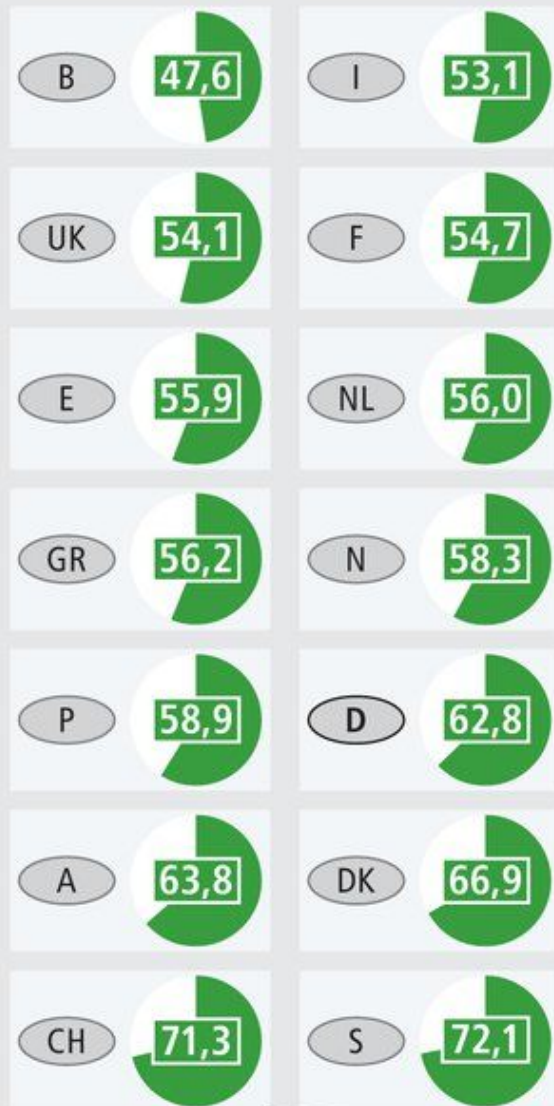 B 47,6 I 53,1
UK 54,1 F 54,7
E 55,9 NL 56,0
GR 56,2 N 58,3
P 58,9 D 62,8
A 63,8 DK 66,9
CH 71,3 S 72,1